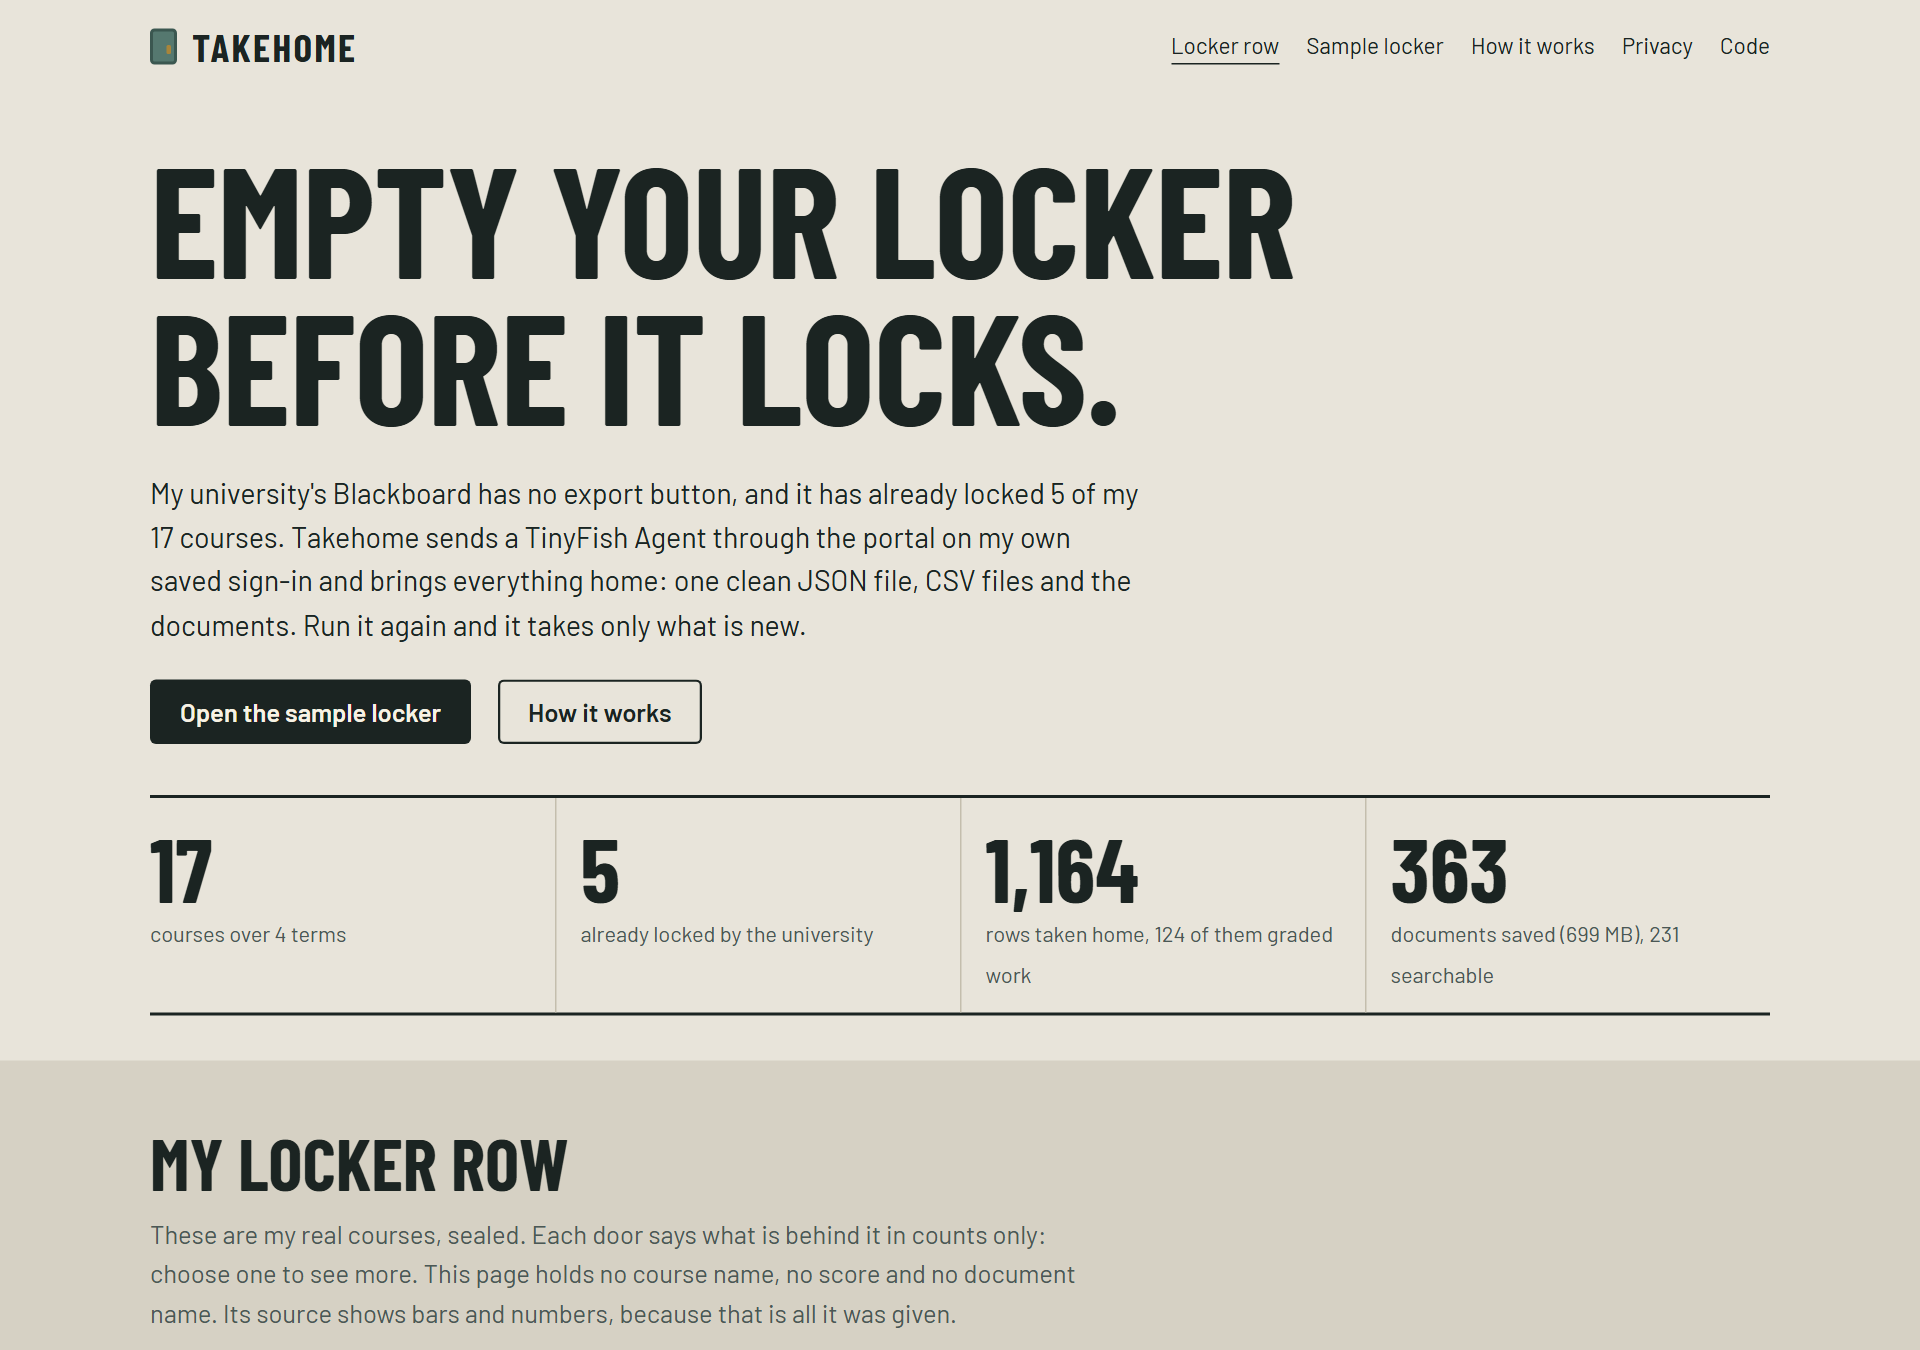 TAKEHOME
Locker row
Sample locker
How it works
Privacy
Code
EMPTY YOUR LOCKER
BEFORE IT LOCKS.
My university's Blackboard has no export button, and it has already locked 5 of my
17 courses. Takehome sends a TinyFish Agent through the portal on my own
saved sign-in and brings everything home: one clean JSON file, CSV files and the
documents. Run it again and it takes only what is new.
Open the sample locker
How it works
17
courses over 4 terms
5
already locked by the university
1,164
rows taken home, 124 of them graded
work
363
documents saved (699 MB), 231
searchable
MY LOCKER ROW
These are my real courses, sealed. Each door says what is behind it in counts only:
choose one to see more. This page holds no course name, no score and no document
name. Its source shows bars and numbers, because that is all it was given.